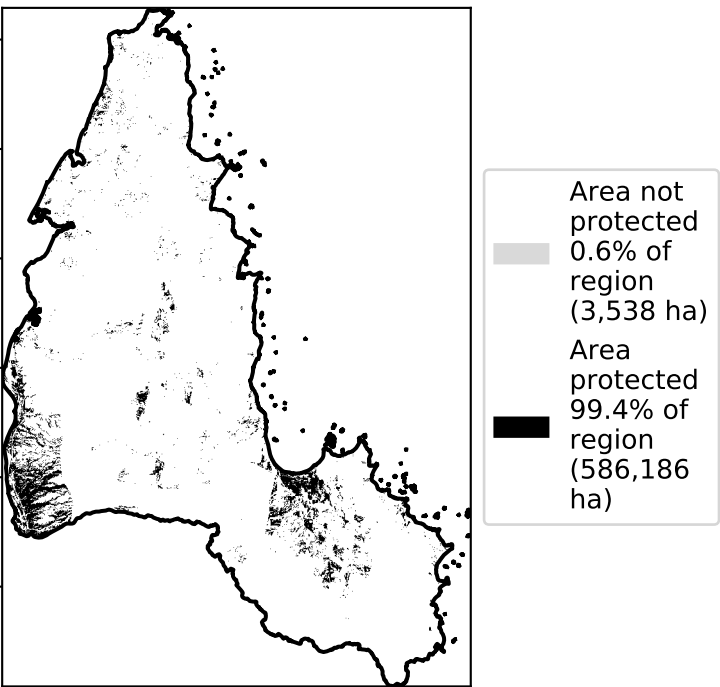 Area not
protected
0.6% of
region
(3,538 ha)
Area
protected
99.4% of
region
(586,186
ha)